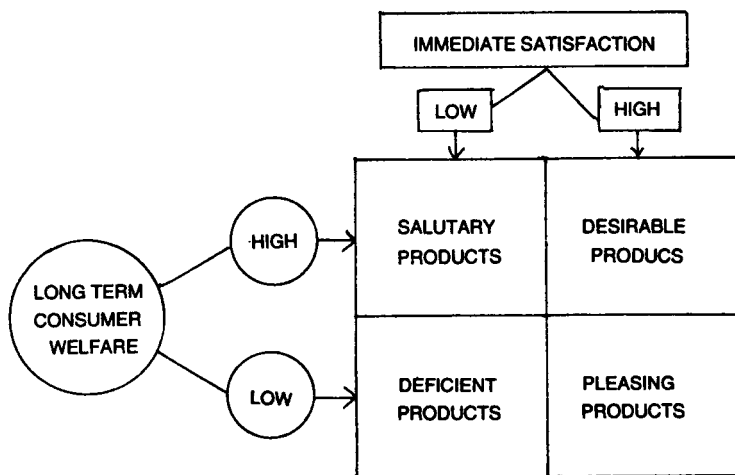 IMMEDIATE SATISFACTION
LOW
HIGH
HIGH
SALUTARY
PRODUCTS
DESIRABLE
PRODUCS
LONG TERM
CONSUMER
WELFARE
LOW
DEFICIENT
PRODUCTS
PLEASING
PRODUCTS